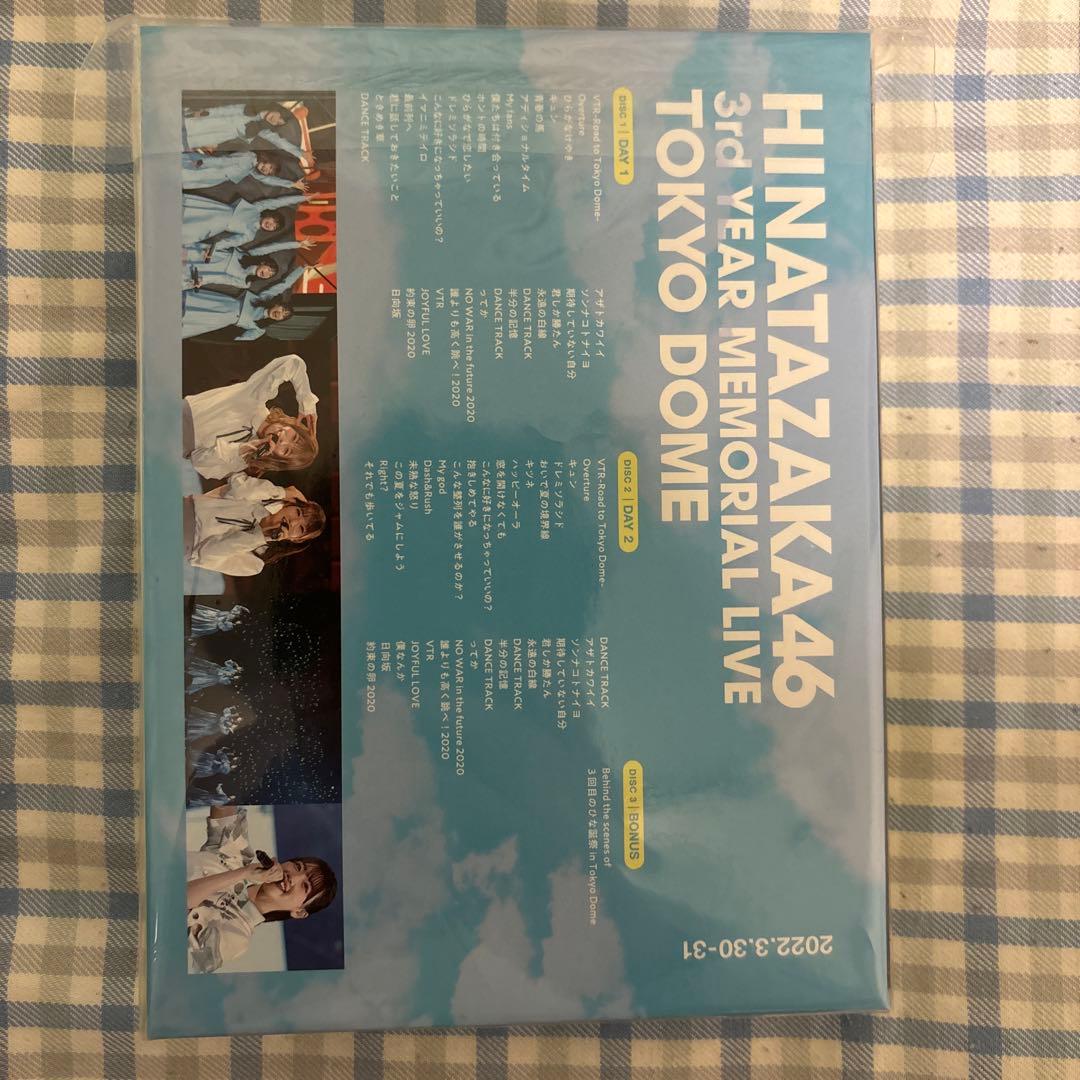 HINATAZAKA46
3rd YEAR MEMORIAL LIVE
TOKYO DOME
2022.3.30-31
DISC 1 | DAY 1
VTR-Road to Tokyo Dome-
Overture
ひらがなけやき
キュン
青春の馬
アディショナルタイム
My fans
僕たちは付き合っている
ホントの時間
ひらがなで恋したい
ドレミソラシド
こんなに好きになっちゃっていいの?
イマニミテイロ
最前列へ
君に話しておきたいこと
ときめき草
DANCE TRACK
アザトカワイイ
ソンナコトナイヨ
期待していない自分
君しか勝たん
永遠の白線
DANCE TRACK
半分の記憶
DANCE TRACK
ってか
NO WAR in the future 2020
誰よりも高く跳べ!2020
VTR
JOYFUL LOVE
約束の卵 2020
日向坂
DISC 2 | DAY 2
VTR-Road to Tokyo Dome-
Overture
キュン
ドレミソラシド
おいで夏の境界線
キツネ
ハッピーオーラ
窓を開けなくても
こんなに好きになっちゃっていいの?
抱きしめてやる
こんな整列を誰がさせるのか?
My god
Dash&Rush
未熟な怒り
この夏をジャムにしよう
Right?
それでも歩いてる
DANCE TRACK
アザトカワイイ
ソンナコトナイヨ
期待していない自分
君しか勝たん
永遠の白線
DANCE TRACK
半分の記憶
DANCE TRACK
ってか
NO WAR in the future 2020
誰よりも高く跳べ!2020
VTR
JOYFUL LOVE
僕なんか
日向坂
約束の卵 2020
DISC 3 | BONUS
Behind the scenes of
3回目のひな誕祭 in Tokyo Dome